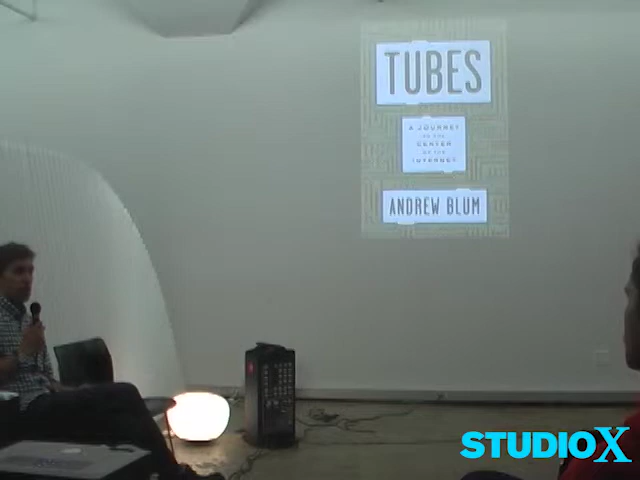 TUBES
A JOURNEY
TO THE
CENTER
OF THE
INTERNET
ANDREW BLUM
STUDIOX